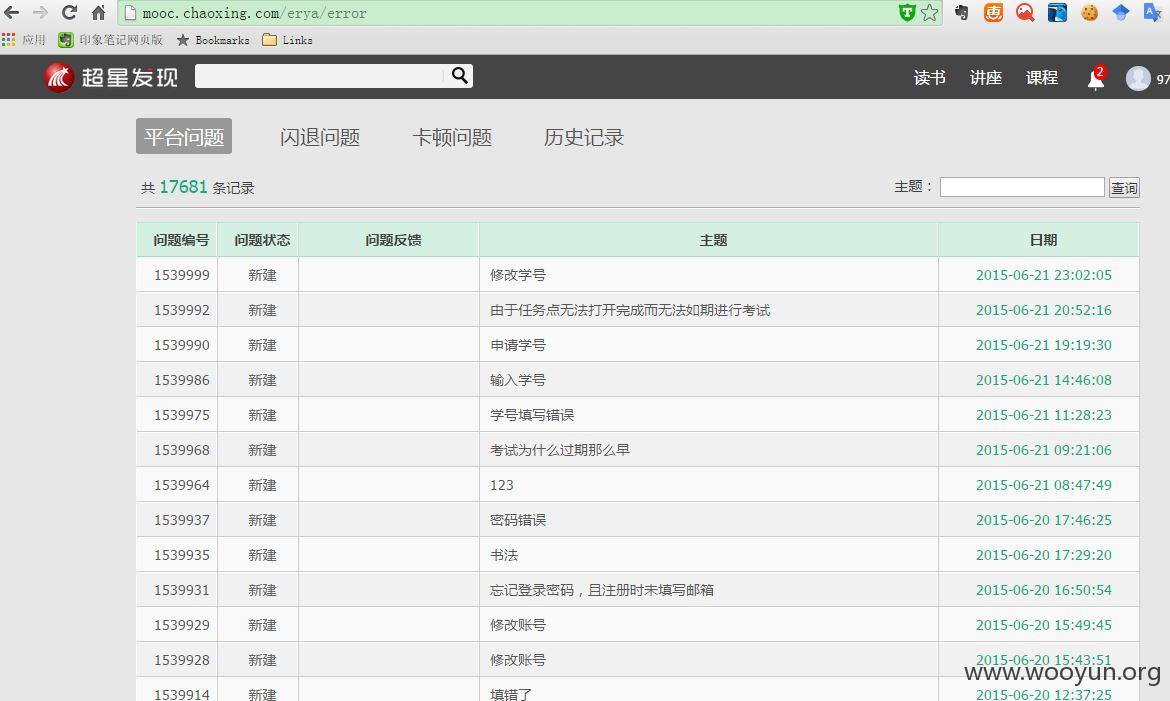 mooc.chaoxing.com/erya/error
应用 印象笔记网页版 Bookmarks Links
超星发现 读书 讲座 课程 2 97
平台问题 闪退问题 卡顿问题 历史记录
共 17681 条记录 主题： 查询
问题编号 问题状态 问题反馈 主题 日期
1539999 新建 修改学号 2015-06-21 23:02:05
1539992 新建 由于任务点无法打开完成而无法如期进行考试 2015-06-21 20:52:16
1539990 新建 申请学号 2015-06-21 19:19:30
1539986 新建 输入学号 2015-06-21 14:46:08
1539975 新建 学号填写错误 2015-06-21 11:28:23
1539968 新建 考试为什么过期那么早 2015-06-21 09:21:06
1539964 新建 123 2015-06-21 08:47:49
1539937 新建 密码错误 2015-06-20 17:46:25
1539935 新建 书法 2015-06-20 17:29:20
1539931 新建 忘记登录密码，且注册时未填写邮箱 2015-06-20 16:50:54
1539929 新建 修改账号 2015-06-20 15:49:45
1539928 新建 修改账号 2015-06-20 15:43:51
www.wooyun.org
1539914 新建 填错了 2015-06-20 12:37:25